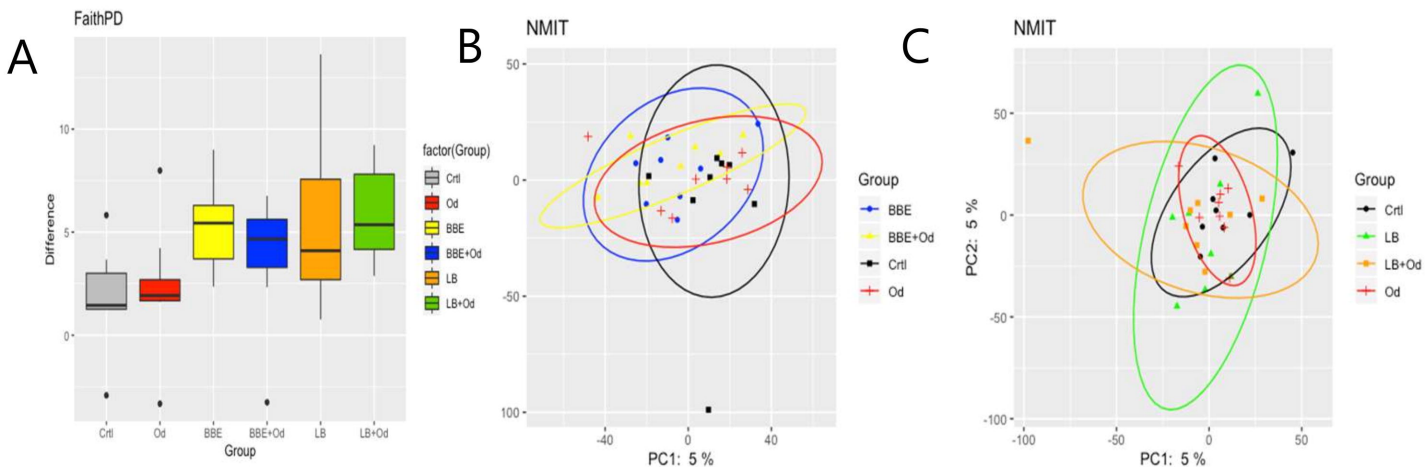 A
FaithPD
Difference
10
5
0
Crtl
Od
BBE
BBE+Od
LB
LB+Od
Group
factor(Group)
Crtl
Od
BBE
BBE+Od
LB
LB+Od
B
NMIT
50
0
-50
100
-40
0
40
PC1: 5 %
Group
BBE
BBE+Od
Crtl
Od
C
NMIT
PC2: 5 %
50
0
-50
-100
-100
-50
0
50
PC1: 5 %
Group
Crtl
LB
LB+Od
Od